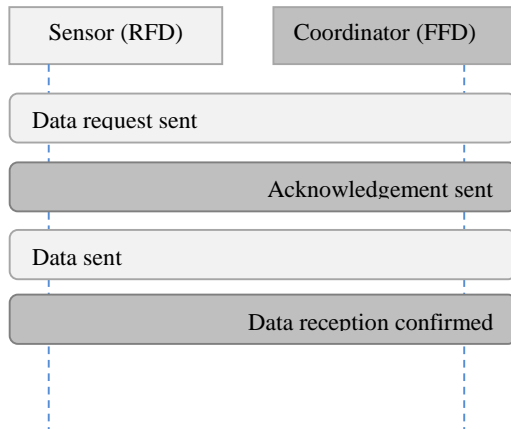 Sensor (RFD)
Coordinator (FFD)
Data request sent
Acknowledgement sent
Data sent
Data reception confirmed